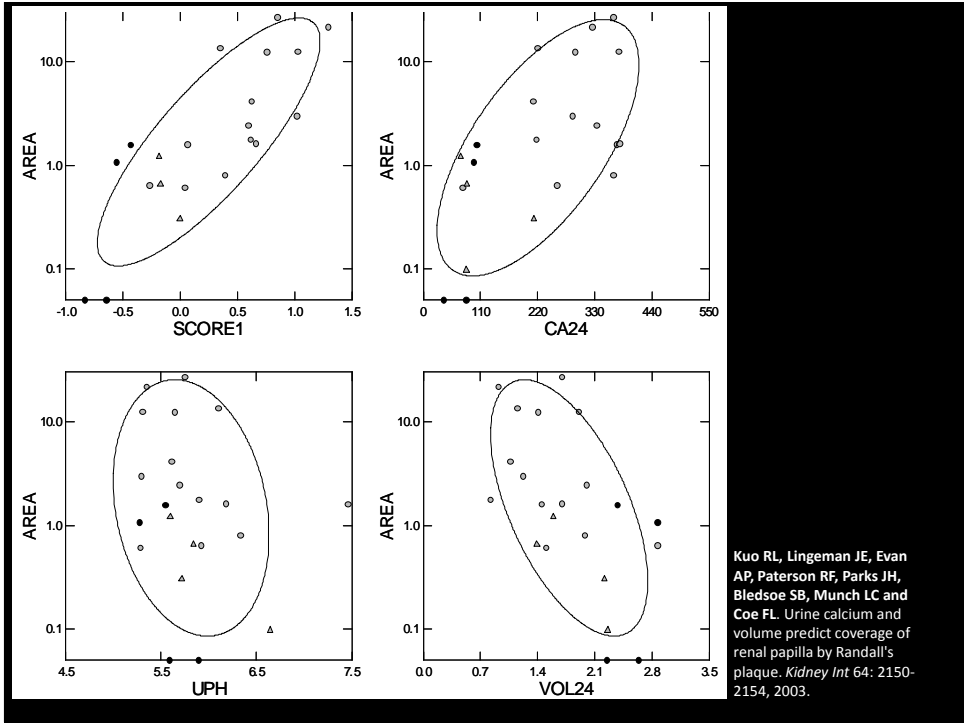 10.0
1.0
0.1
AREA
-1.0 -0.5 0.0 0.5 1.0 1.5
SCORE1
10.0
1.0
0.1
AREA
0 110 220 330 440 550
CA24
10.0
1.0
0.1
AREA
4.5 5.5 6.5 7.5
UPH
10.0
1.0
0.1
AREA
0.0 0.7 1.4 2.1 2.8 3.5
VOL24
Kuo RL, Lingeman JE, Evan
AP, Paterson RF, Parks JH,
Bledsoe SB, Munch LC and
Coe FL. Urine calcium and
volume predict coverage of
renal papilla by Randall's
plaque. Kidney Int 64: 2150-
2154, 2003.